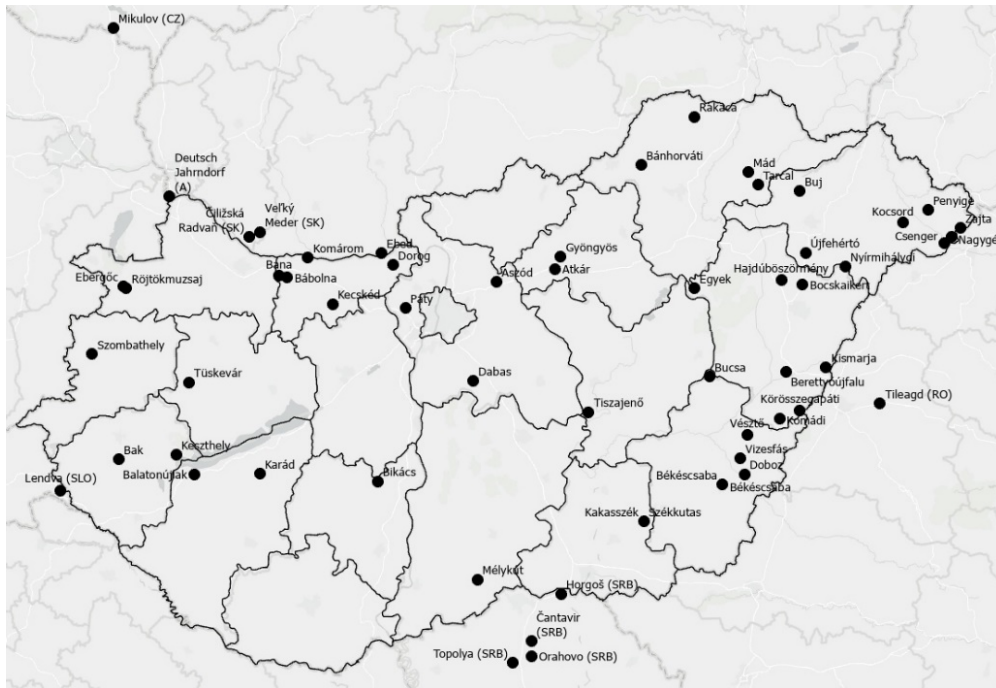 Mikulov (CZ)
Rakaca
Bánhorváti
Mád
Tarcal
Buj
Deutsch
Jahrndorf
(A)
Penyige
Kocsord
Zajta
Csenger
Nagygéc
Čiližská
Radvaň (SK)
Veľký
Meder (SK)
Komárom
Ebed
Dorog
Gyöngyös
Atkár
Újfehértó
Nyírmihálydi
Hajdúböszörmény
Bocskaikert
Bana
Bábolna
Aszód
Egyek
Ebergőc
Röjtökmuzsaj
Kecskéd
Páty
Szombathely
Tüskevár
Dabas
Bucsa
Kismarja
Berettyóújfalu
Tileagd (RO)
Körösszegapáti
Komádi
Tiszajenő
Vésztő
Bak
Keszthely
Vizesfás
Doboz
Lendva (SLO)
Balatonújlak
Karád
Bikács
Békéscsaba
Békéscsaba
Kakasszék
Székkutas
Mélykút
Horgoš (SRB)
Čantavir
(SRB)
Topolya (SRB)
Orahovo (SRB)